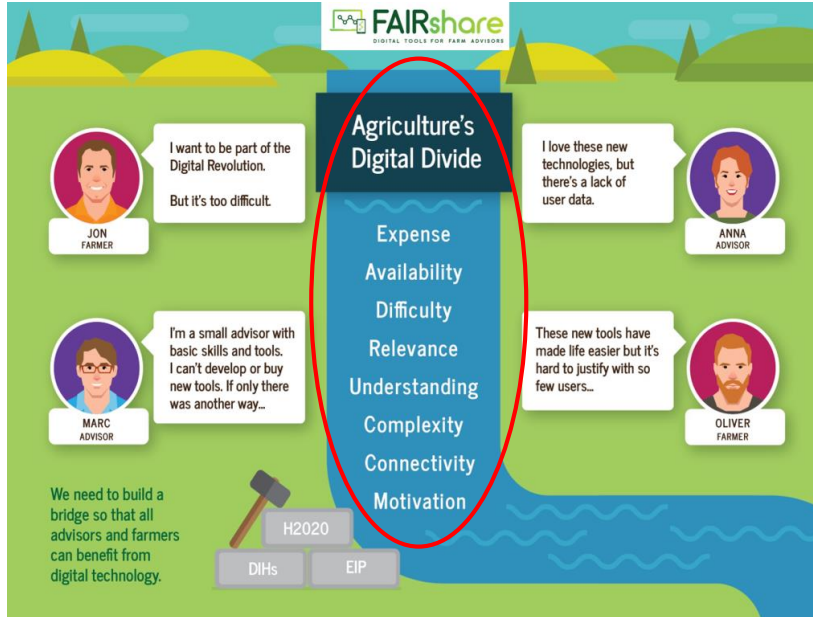 FAIRshare
DIGITAL TOOLS FOR FARM ADVISORS
Agriculture's
Digital Divide
I want to be part of the
Digital Revolution.
But it's too difficult.
JON
FARMER
I love these new
technologies, but
there's a lack of
user data.
ANNA
ADVISOR
Expense
Availability
Difficulty
Relevance
Understanding
Complexity
Connectivity
Motivation
I'm a small advisor with
basic skills and tools.
I can't develop or buy
new tools. If only there
was another way...
MARC
ADVISOR
These new tools have
made life easier but it's
hard to justify with so
few users...
OLIVER
FARMER
We need to build a
bridge so that all
advisors and farmers
can benefit from
digital technology.
H2020
DIHs
EIP